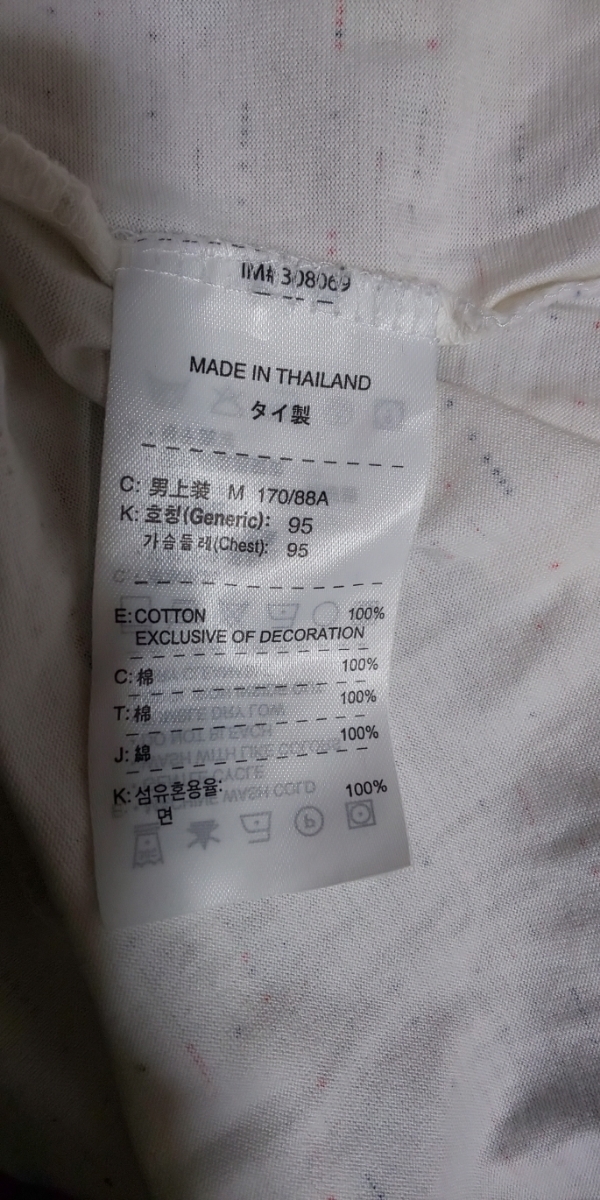 IM# 308069
MADE IN THAILAND
タイ製
C: 男上装 M 170/88A
K: 호칭(Generic): 95
가슴둘레(Chest): 95
E: COTTON 100%
EXCLUSIVE OF DECORATION
C: 棉 100%
T: 棉 100%
J: 綿 100%
K: 섬유혼용율: 100%
면